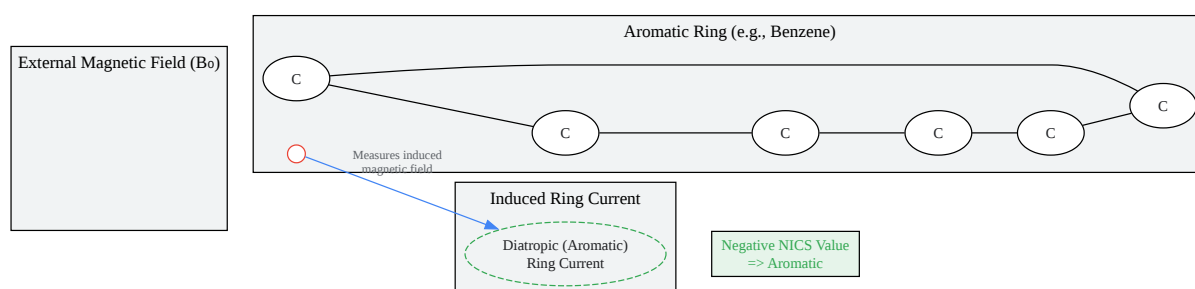 External Magnetic Field (B₀)
Aromatic Ring (e.g., Benzene)
C
C
C
C
C
C
Measures induced
magnetic field
Induced Ring Current
Diatropic (Aromatic)
Ring Current
Negative NICS Value
=> Aromatic